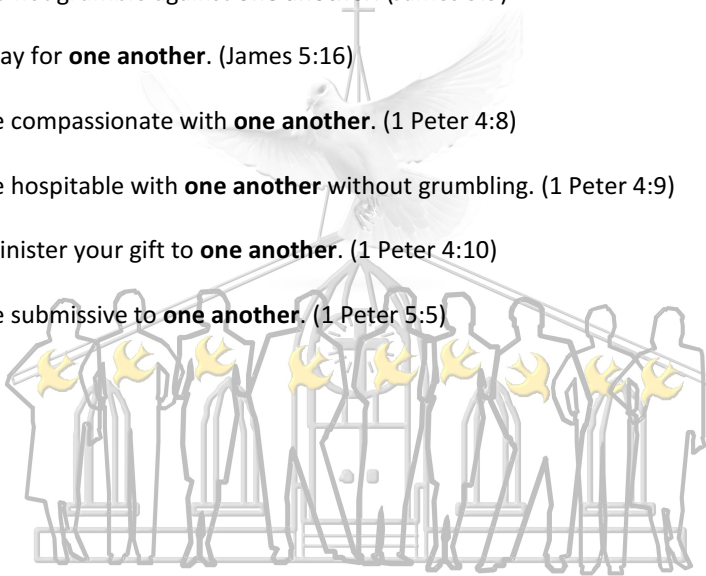 ay for one another. (James 5:16)
e compassionate with one another. (1 Peter 4:8)
e hospitable with one another without grumbling. (1 Peter 4:9)
inister your gift to one another. (1 Peter 4:10)
e submissive to one another. (1 Peter 5:5)